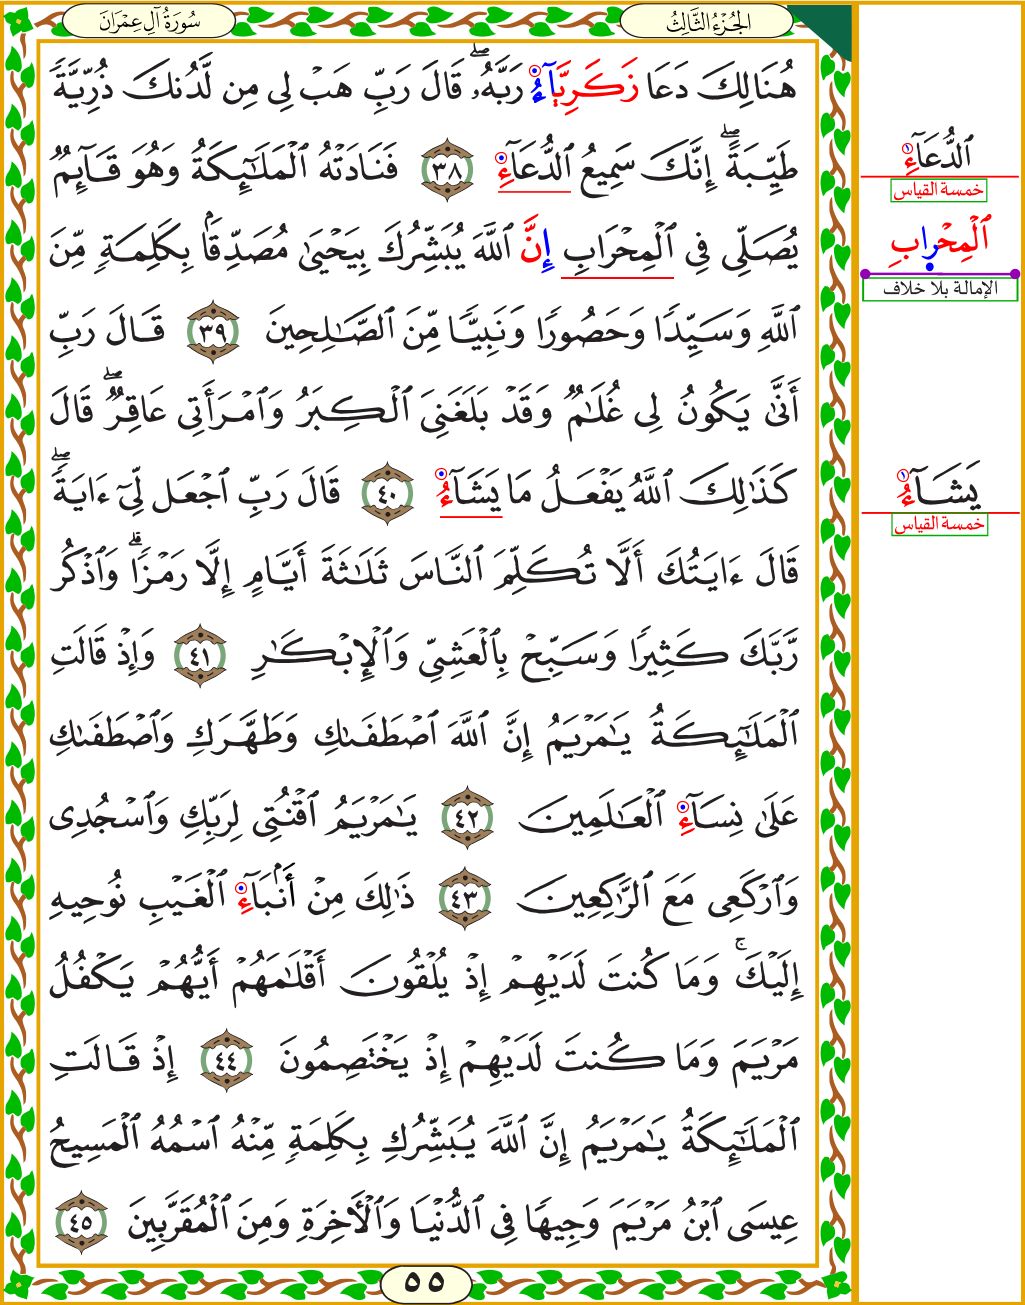 سُورَةُ آلِ عِمْرَانَ
الجُزْءُ الثَّالِثُ
هُنَالِكَ دَعَا زَكَرِيَّآءُ رَبَّهُۥۖ قَالَ رَبِّ هَبْ لِى مِن لَّدُنكَ ذُرِّيَّةً
طَيِّبَةًۖ إِنَّكَ سَمِيعُ ٱلدُّعَآءِ ٣٨ فَنَادَتْهُ ٱلْمَلَٰٓئِكَةُ وَهُوَ قَآئِمٌ
يُصَلِّى فِى ٱلْمِحْرَابِ إِنَّ ٱللَّهَ يُبَشِّرُكَ بِيَحْيَىٰ مُصَدِّقًۢا بِكَلِمَةٍ مِّنَ
ٱللَّهِ وَسَيِّدًا وَحَصُورًا وَنَبِيًّا مِّنَ ٱلصَّٰلِحِينَ ٣٩ قَالَ رَبِّ
أَنَّىٰ يَكُونُ لِى غُلَٰمٌ وَقَدْ بَلَغَنِىَ ٱلْكِبَرُ وَٱمْرَأَتِى عَاقِرٌۖ قَالَ
كَذَٰلِكَ ٱللَّهُ يَفْعَلُ مَا يَشَآءُ ٤٠ قَالَ رَبِّ ٱجْعَل لِّىٓ ءَايَةًۖ
قَالَ ءَايَتُكَ أَلَّا تُكَلِّمَ ٱلنَّاسَ ثَلَٰثَةَ أَيَّامٍ إِلَّا رَمْزًاۗ وَٱذْكُر
رَّبَّكَ كَثِيرًا وَسَبِّحْ بِٱلْعَشِىِّ وَٱلْإِبْكَٰرِ ٤١ وَإِذْ قَالَتِ
ٱلْمَلَٰٓئِكَةُ يَٰمَرْيَمُ إِنَّ ٱللَّهَ ٱصْطَفَىٰكِ وَطَهَّرَكِ وَٱصْطَفَىٰكِ
عَلَىٰ نِسَآءِ ٱلْعَٰلَمِينَ ٤٢ يَٰمَرْيَمُ ٱقْنُتِى لِرَبِّكِ وَٱسْجُدِى
وَٱرْكَعِى مَعَ ٱلرَّٰكِعِينَ ٤٣ ذَٰلِكَ مِنْ أَنۢبَآءِ ٱلْغَيْبِ نُوحِيهِ
إِلَيْكَۚ وَمَا كُنتَ لَدَيْهِمْ إِذْ يُلْقُونَ أَقْلَٰمَهُمْ أَيُّهُمْ يَكْفُلُ
مَرْيَمَ وَمَا كُنتَ لَدَيْهِمْ إِذْ يَخْتَصِمُونَ ٤٤ إِذْ قَالَتِ
ٱلْمَلَٰٓئِكَةُ يَٰمَرْيَمُ إِنَّ ٱللَّهَ يُبَشِّرُكِ بِكَلِمَةٍ مِّنْهُ ٱسْمُهُ ٱلْمَسِيحُ
عِيسَى ٱبْنُ مَرْيَمَ وَجِيهًا فِى ٱلدُّنْيَا وَٱلْأَخِرَةِ وَمِنَ ٱلْمُقَرَّبِينَ ٤٥
٥٥
ٱلدُّعَآءِ
خمسة القياس
ٱلْمِحْرَابِ
الإمالة بلا خلاف
يَشَآءُ
خمسة القياس